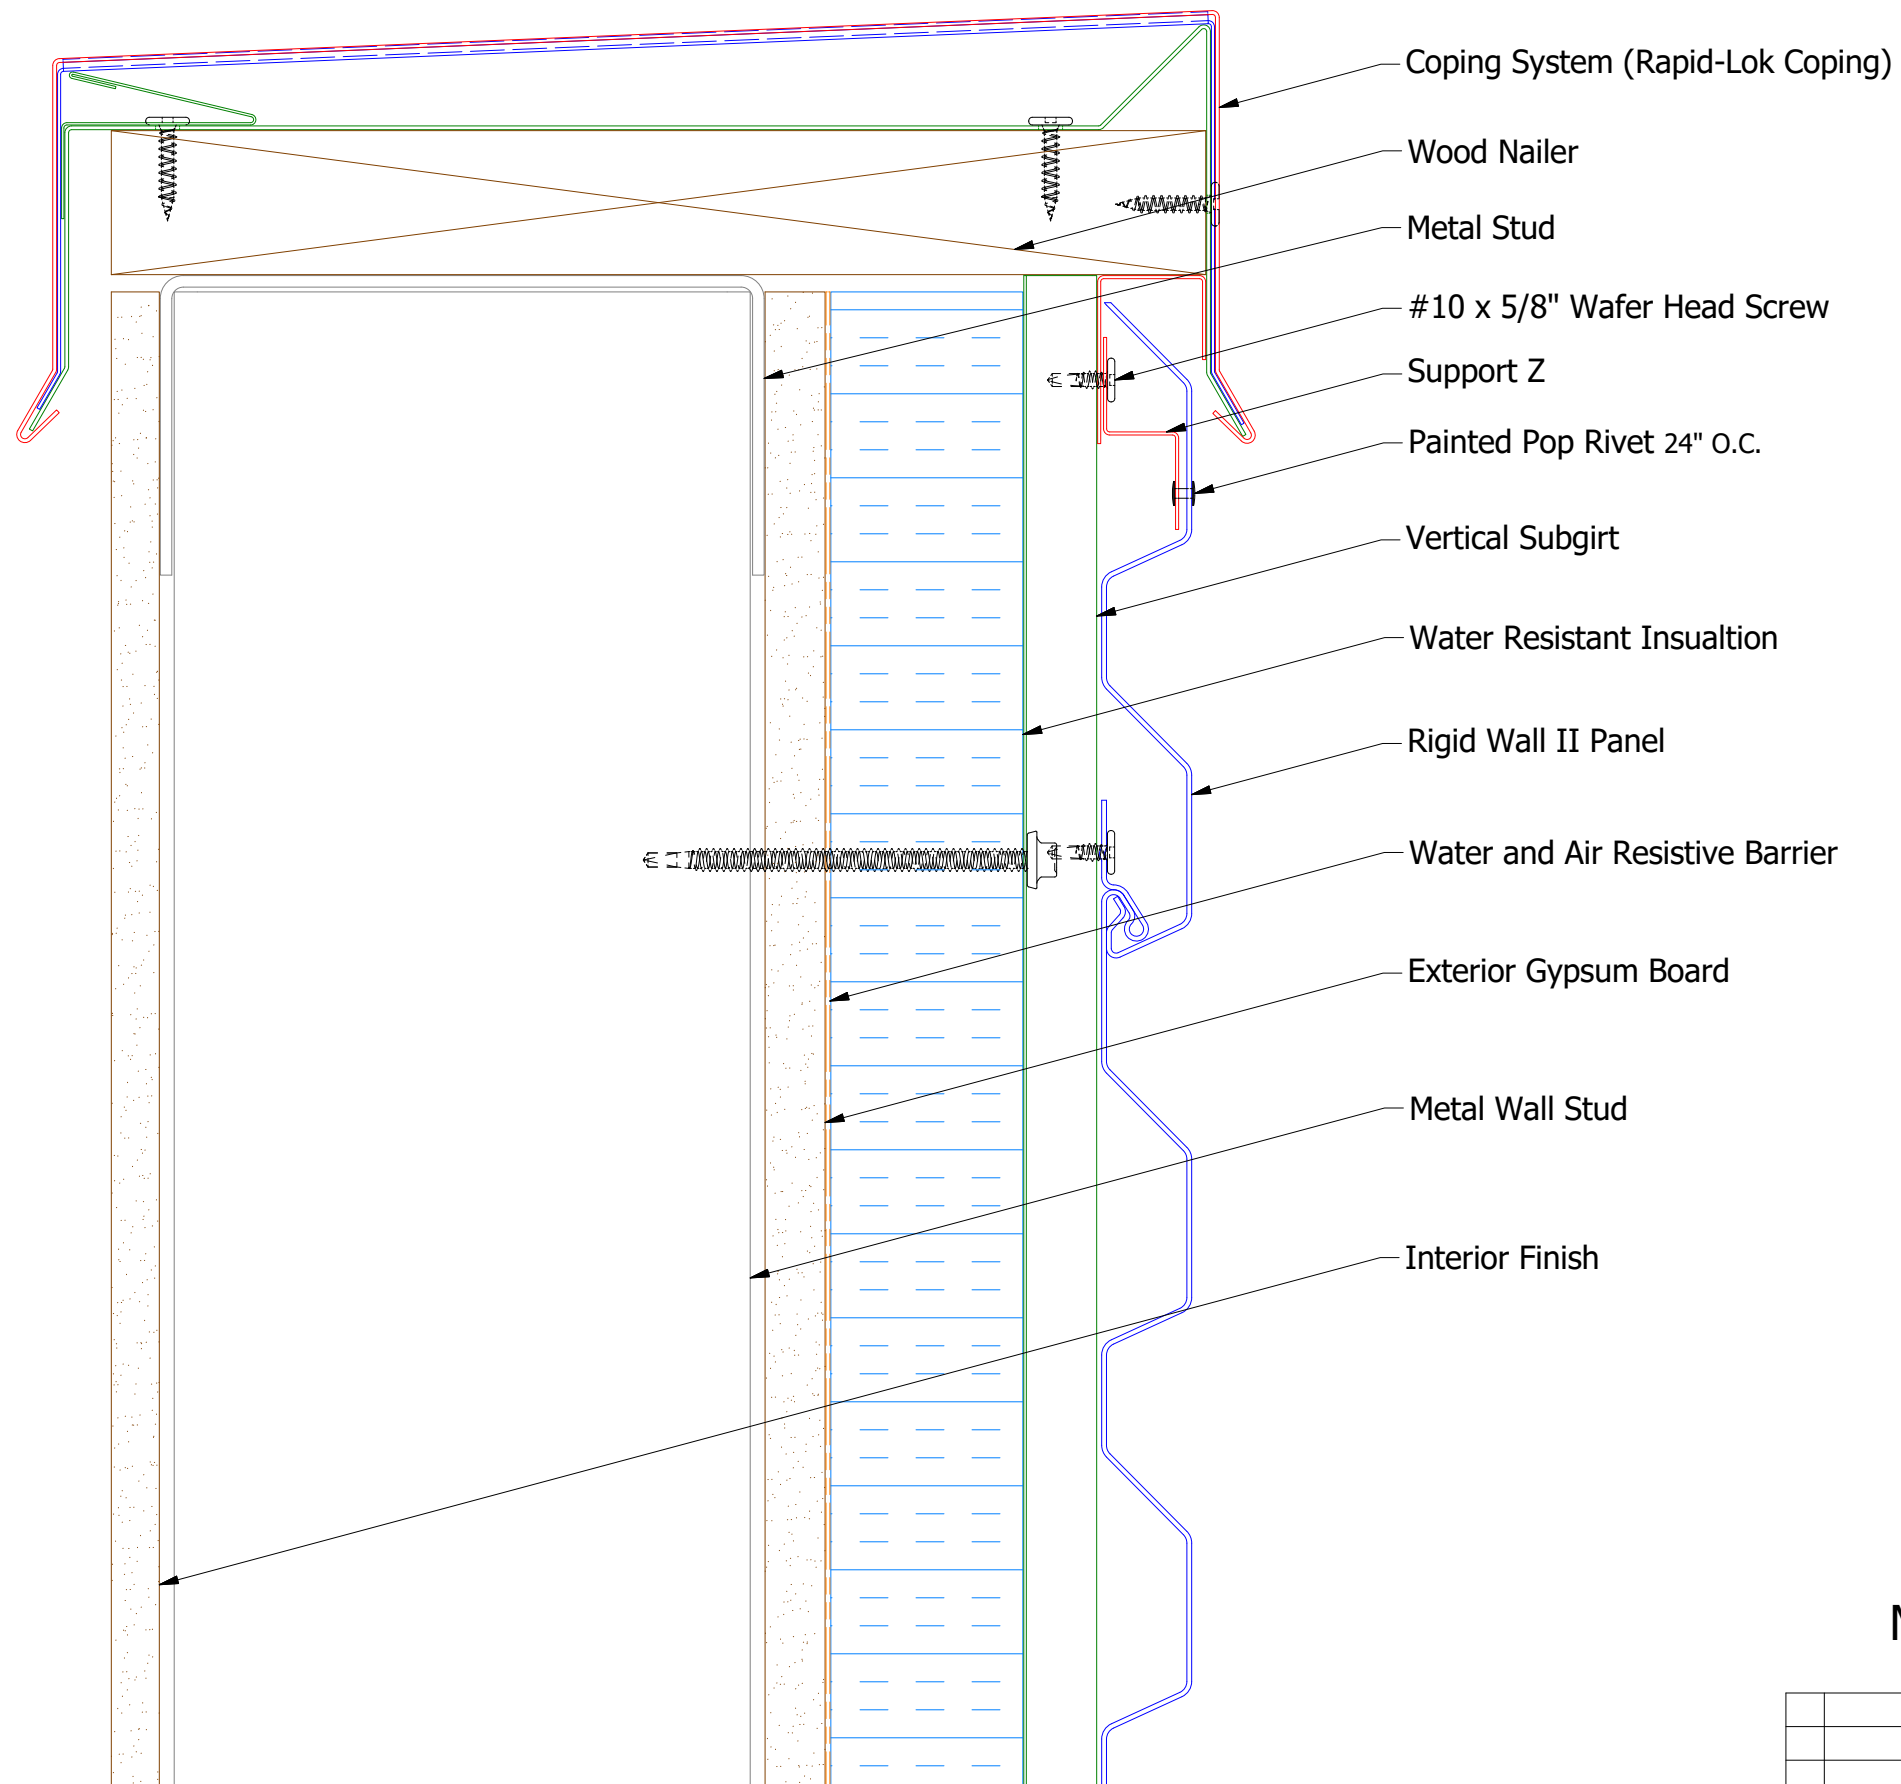 Coping System (Rapid-Lok Coping)
Wood Nailer
Metal Stud
#10 x 5/8" Wafer Head Screw
Support Z
Painted Pop Rivet 24" O.C.
Vertical Subgirt
Water Resistant Insualtion
Rigid Wall II Panel
Water and Air Resistive Barrier
Exterior Gypsum Board
Metal Wall Stud
Interior Finish